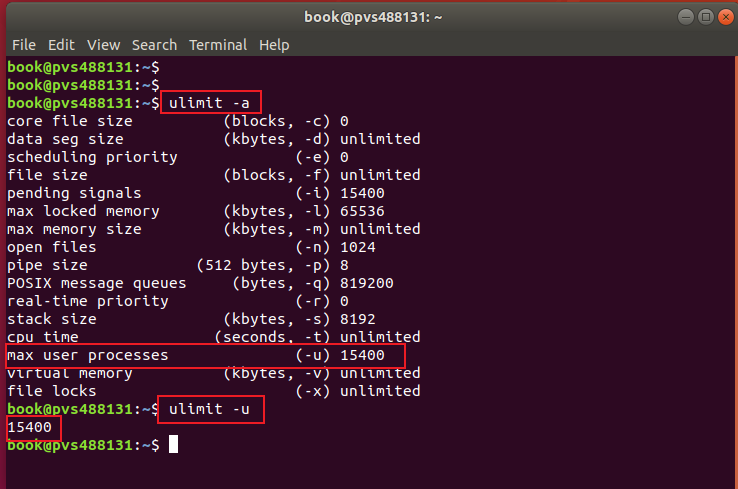 book@pvs488131: ~
File Edit View Search Terminal Help
book@pvs488131:~$
book@pvs488131:~$
book@pvs488131:~$ ulimit -a
core file size          (blocks, -c) 0
data seg size           (kbytes, -d) unlimited
scheduling priority             (-e) 0
file size               (blocks, -f) unlimited
pending signals                 (-i) 15400
max locked memory       (kbytes, -l) 65536
max memory size         (kbytes, -m) unlimited
open files                      (-n) 1024
pipe size            (512 bytes, -p) 8
POSIX message queues     (bytes, -q) 819200
real-time priority              (-r) 0
stack size              (kbytes, -s) 8192
cpu time               (seconds, -t) unlimited
max user processes              (-u) 15400
virtual memory          (kbytes, -v) unlimited
file locks                      (-x) unlimited
book@pvs488131:~$ ulimit -u
15400
book@pvs488131:~$